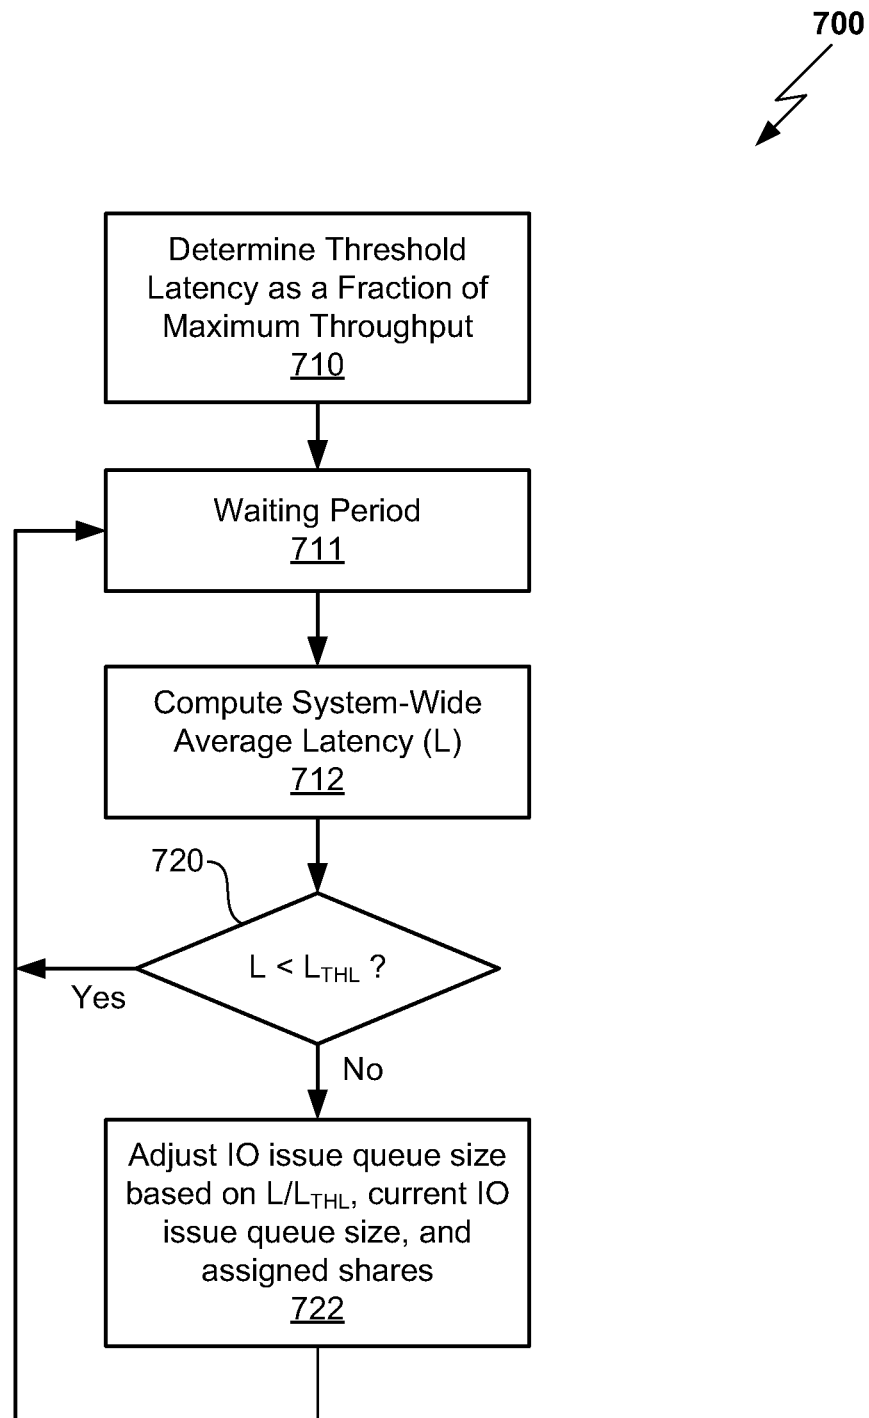 700
Determine Threshold
Latency as a Fraction of
Maximum Throughput
710
Waiting Period
711
Compute System-Wide
Average Latency (L)
712
720
L < L_THL ?
Yes
No
Adjust IO issue queue size
based on L/L_THL, current IO
issue queue size, and
assigned shares
722